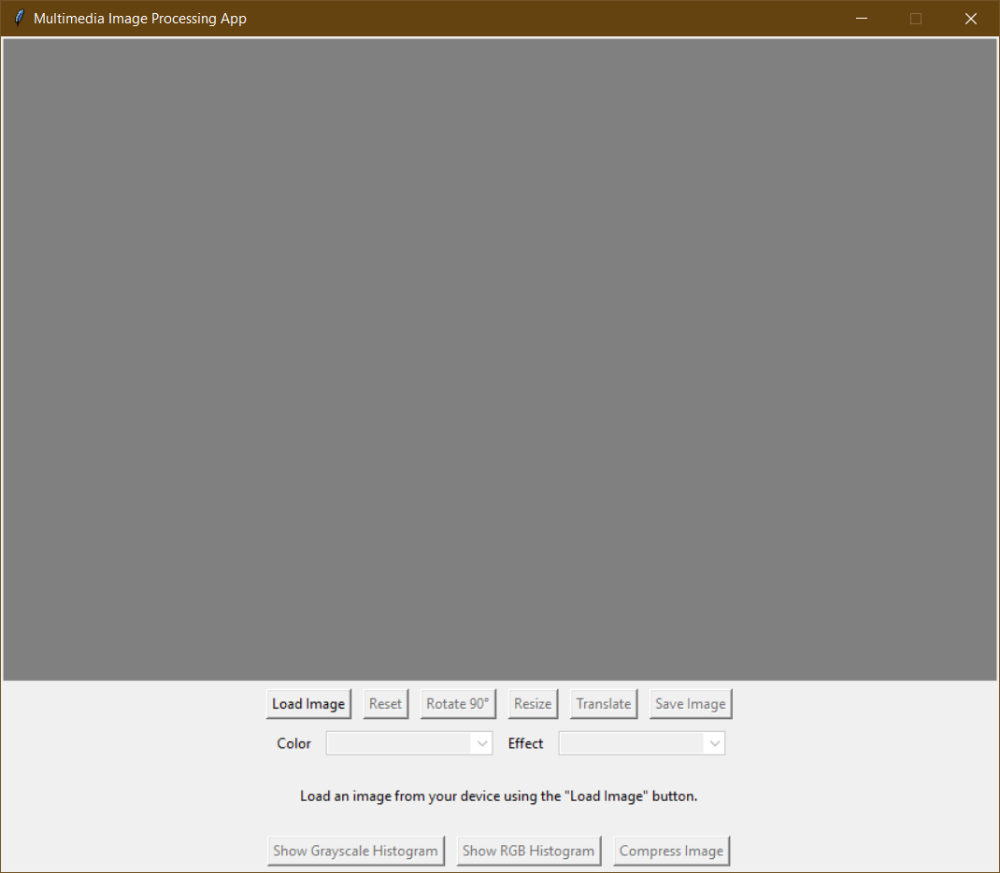 Multimedia Image Processing App
Load Image Reset Rotate 90° Resize Translate Save Image
Color Effect
Load an image from your device using the "Load Image" button.
Show Grayscale Histogram Show RGB Histogram Compress Image